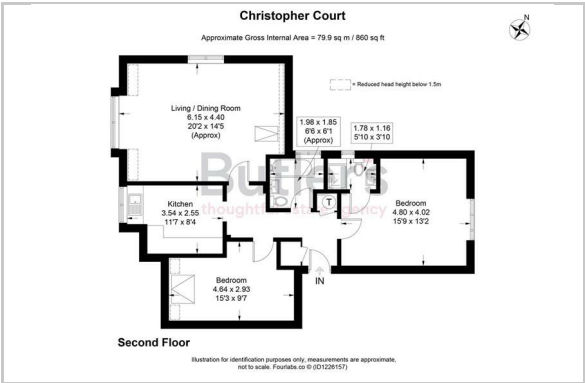 Christopher Court
Approximate Gross Internal Area = 79.9 sq m / 860 sq ft
N
= Reduced head height below 1.5m
Living / Dining Room
6.15 x 4.40
20'2 x 14'5
(Approx)
1.98 x 1.85
6'6 x 6'1
(Approx)
1.78 x 1.16
5'10 x 3'10
Kitchen
3.54 x 2.55
11'7 x 8'4
T
Bedroom
4.80 x 4.02
15'9 x 13'2
Bedroom
4.64 x 2.93
15'3 x 9'7
IN
Second Floor
Illustration for identification purposes only, measurements are approximate,
not to scale. Fourlabs.co © (ID1226157)